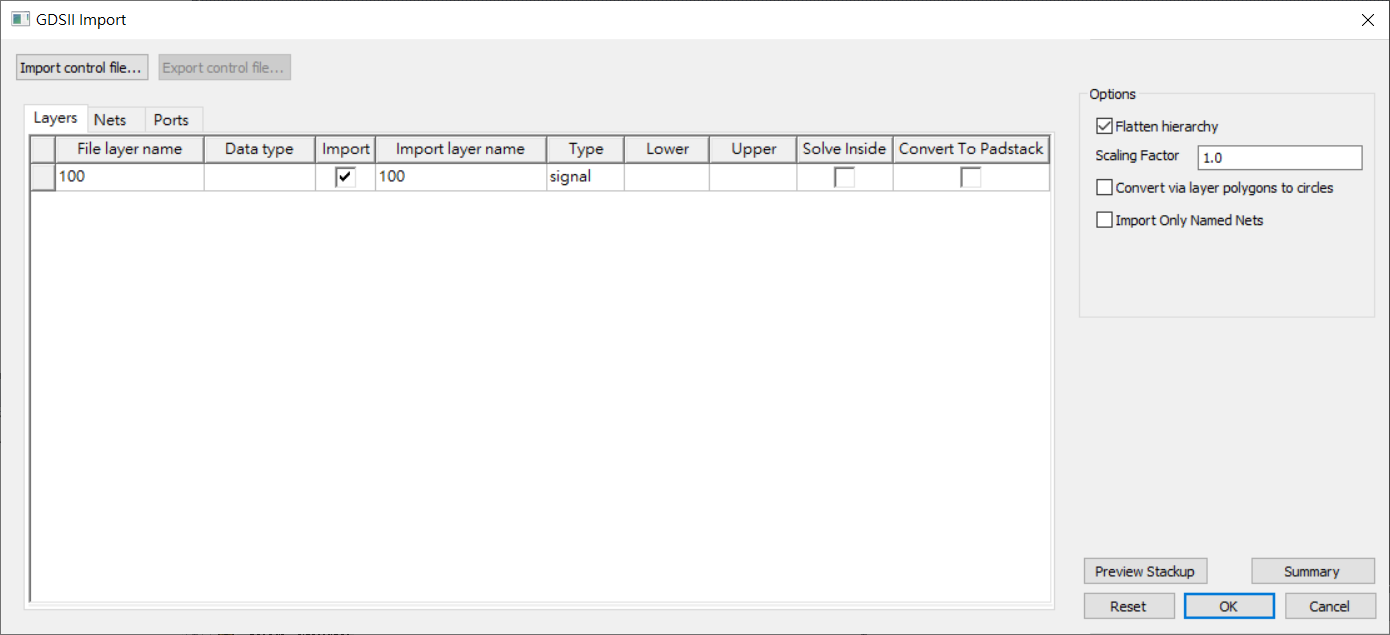 GDSII Import
Import control file... Export control file...
Layers Nets Ports
File layer name Data type Import Import layer name Type Lower Upper Solve Inside Convert To Padstack
100 100 signal
Options
Flatten hierarchy
Scaling Factor 1.0
Convert via layer polygons to circles
Import Only Named Nets
Preview Stackup Summary
Reset OK Cancel